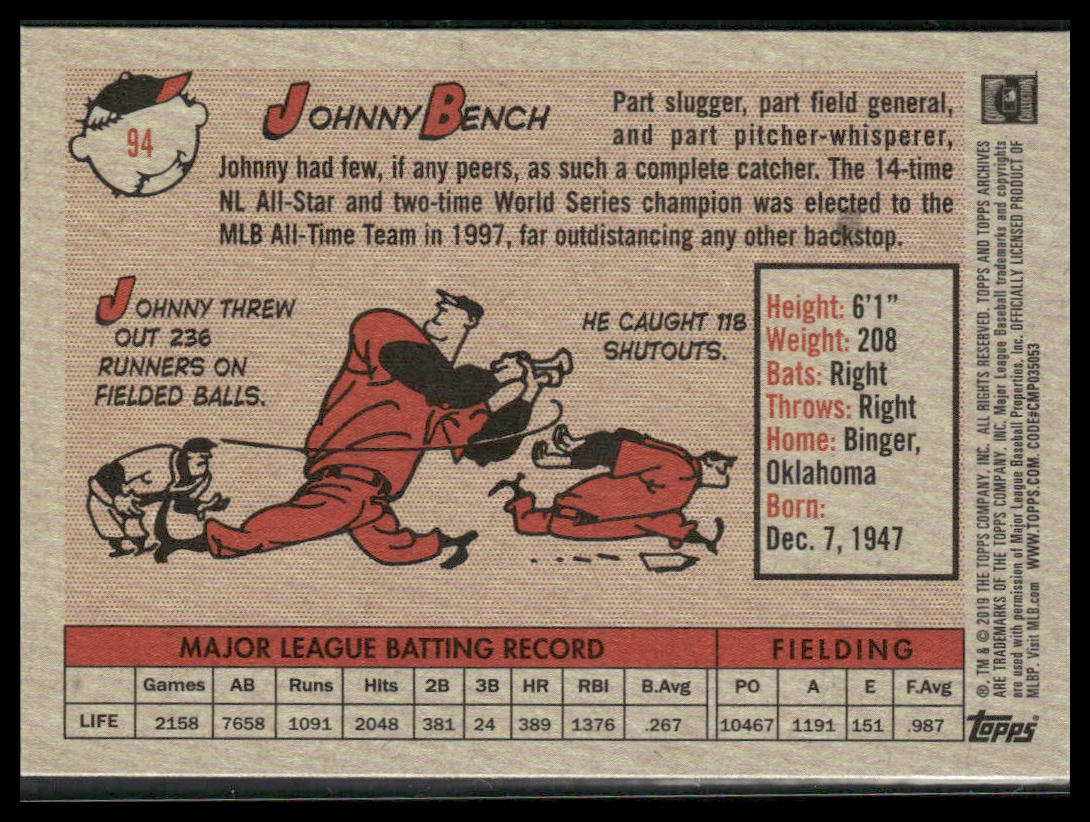 94
JOHNNY BENCH
Part slugger, part field general,
and part pitcher-whisperer,
Johnny had few, if any peers, as such a complete catcher. The 14-time
NL All-Star and two-time World Series champion was elected to the
MLB All-Time Team in 1997, far outdistancing any other backstop.
JOHNNY THREW
OUT 236
RUNNERS ON
FIELDED BALLS.
HE CAUGHT 118
SHUTOUTS.
Height: 6'1"
Weight: 208
Bats: Right
Throws: Right
Home: Binger,
Oklahoma
Born:
Dec. 7, 1947
MAJOR LEAGUE BATTING RECORD FIELDING
Games AB Runs Hits 2B 3B HR RBI B.Avg PO A E F.Avg
LIFE 2158 7658 1091 2048 381 24 389 1376 .267 10467 1191 151 .987
®, TM & © 2019 THE TOPPS COMPANY, INC. ALL RIGHTS RESERVED. TOPPS AND TOPPS ARCHIVES
ARE TRADEMARKS OF THE TOPPS COMPANY, INC. Major League Baseball trademarks and copyrights
are used with permission of Major League Baseball Properties, Inc. OFFICIALLY LICENSED PRODUCT OF
MLBP. Visit MLB.com WWW.TOPPS.COM. CODE#CMP035053
topps®